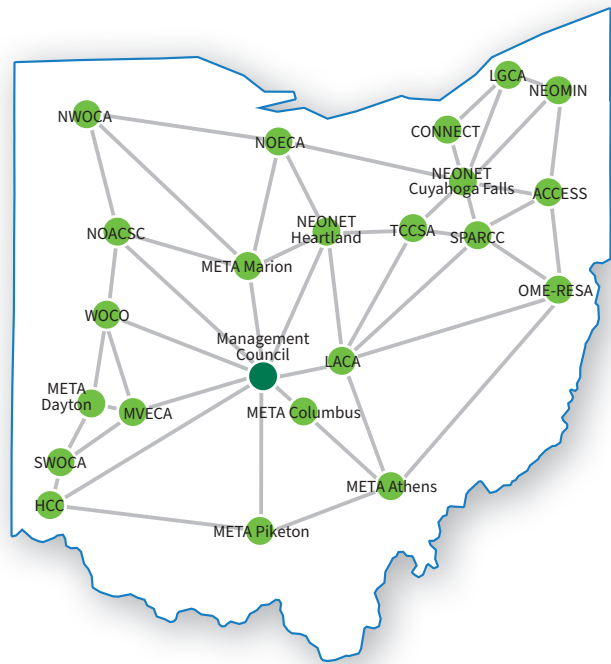 LGCA
NEOMIN
NWOCA
CONNECT
NOECA
NEONET
Cuyahoga Falls
ACCESS
NOACSC
NEONET
Heartland
TCCSA
SPARCC
META Marion
OME-RESA
WOCO
Management
Council
LACA
META
Dayton
MVECA
META Columbus
SWOCA
META Athens
HCC
META Piketon